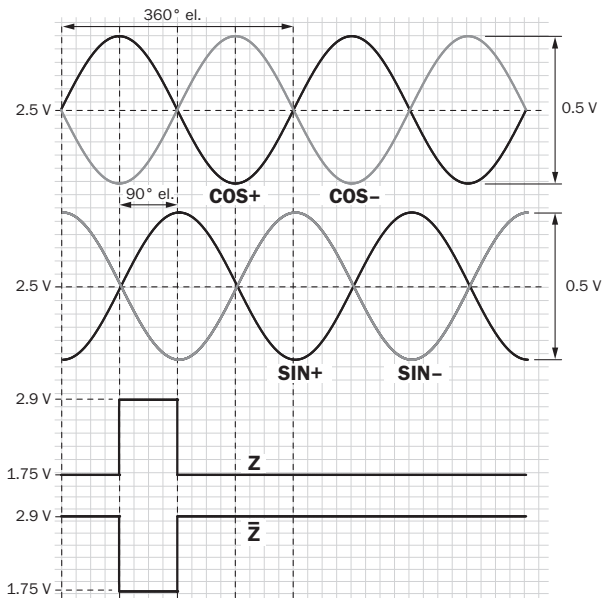 360° el.
2.5 V
0.5 V
COS+
COS−
90° el.
2.5 V
0.5 V
SIN+
SIN−
2.9 V
Z
1.75 V
2.9 V
Z̅
1.75 V